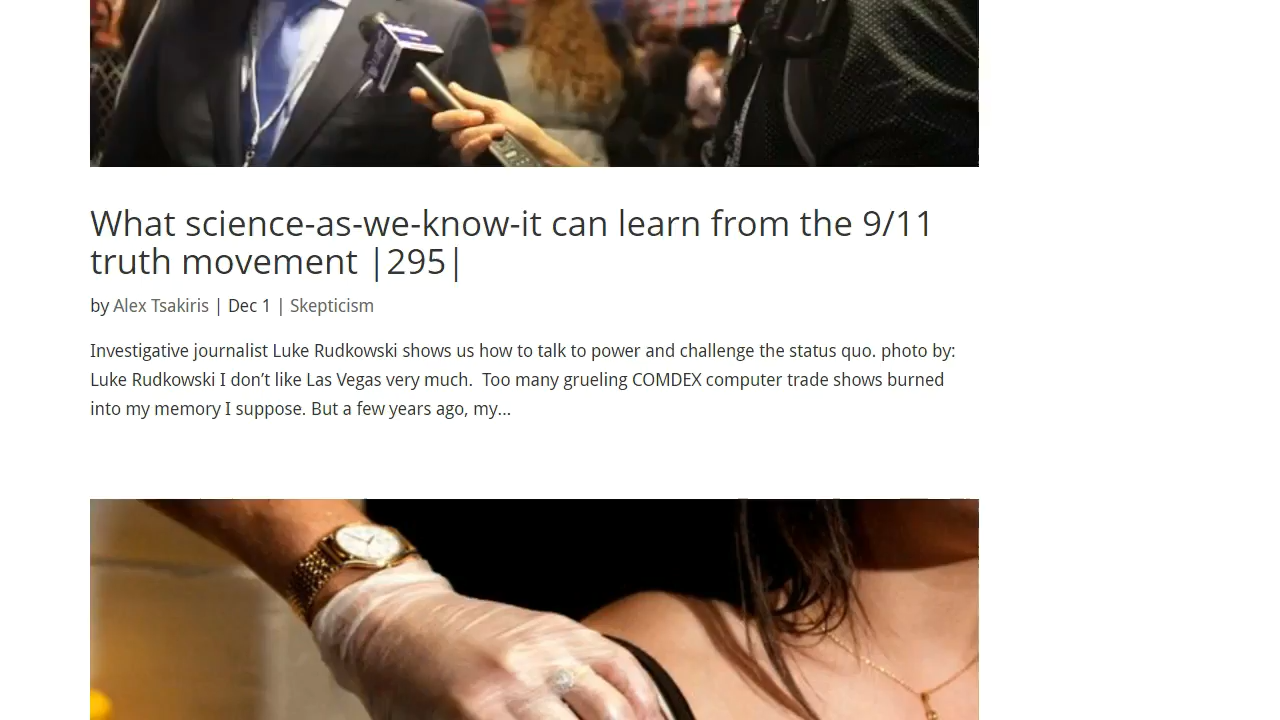 What science-as-we-know-it can learn from the 9/11
truth movement |295|
by Alex Tsakiris | Dec 1 | Skepticism
Investigative journalist Luke Rudkowski shows us how to talk to power and challenge the status quo. photo by:
Luke Rudkowski I don’t like Las Vegas very much.  Too many grueling COMDEX computer trade shows burned
into my memory I suppose. But a few years ago, my...